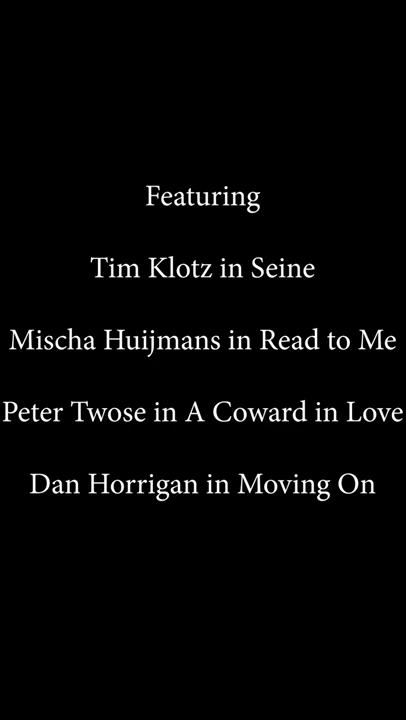 Featuring
Tim Klotz in Seine
Mischa Huijmans in Read to Me
Peter Twose in A Coward in Love
Dan Horrigan in Moving On